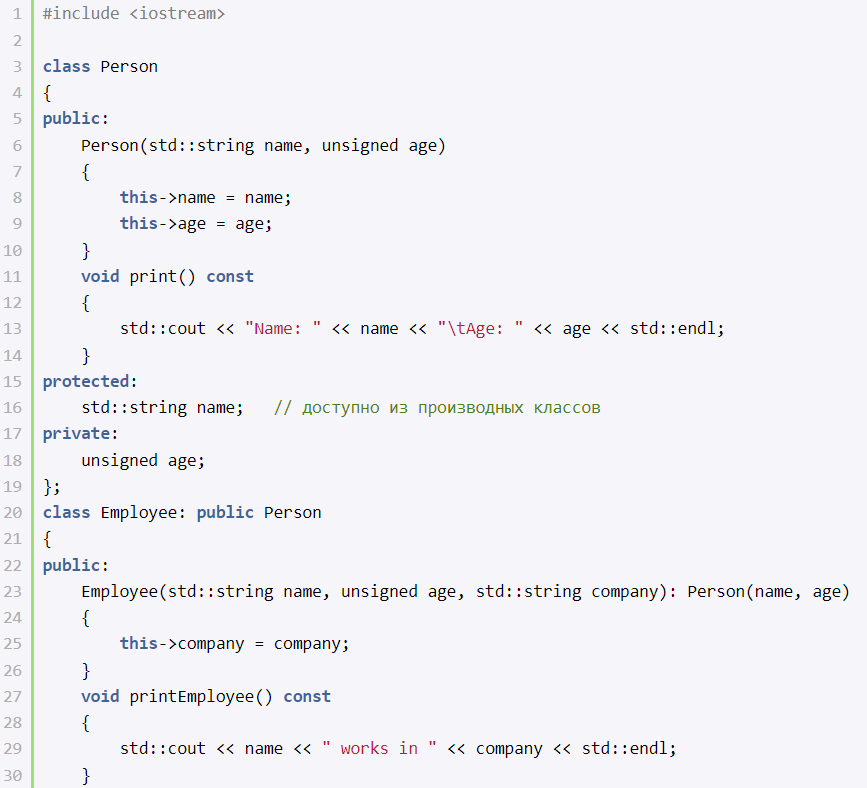 1 #include <iostream>
2
3 class Person
4 {
5 public:
6     Person(std::string name, unsigned age)
7     {
8         this->name = name;
9         this->age = age;
10     }
11     void print() const
12     {
13         std::cout << "Name: " << name << "\tAge: " << age << std::endl;
14     }
15 protected:
16     std::string name;   // доступно из производных классов
17 private:
18     unsigned age;
19 };
20 class Employee: public Person
21 {
22 public:
23     Employee(std::string name, unsigned age, std::string company): Person(name, age)
24     {
25         this->company = company;
26     }
27     void printEmployee() const
28     {
29         std::cout << name << " works in " << company << std::endl;
30     }